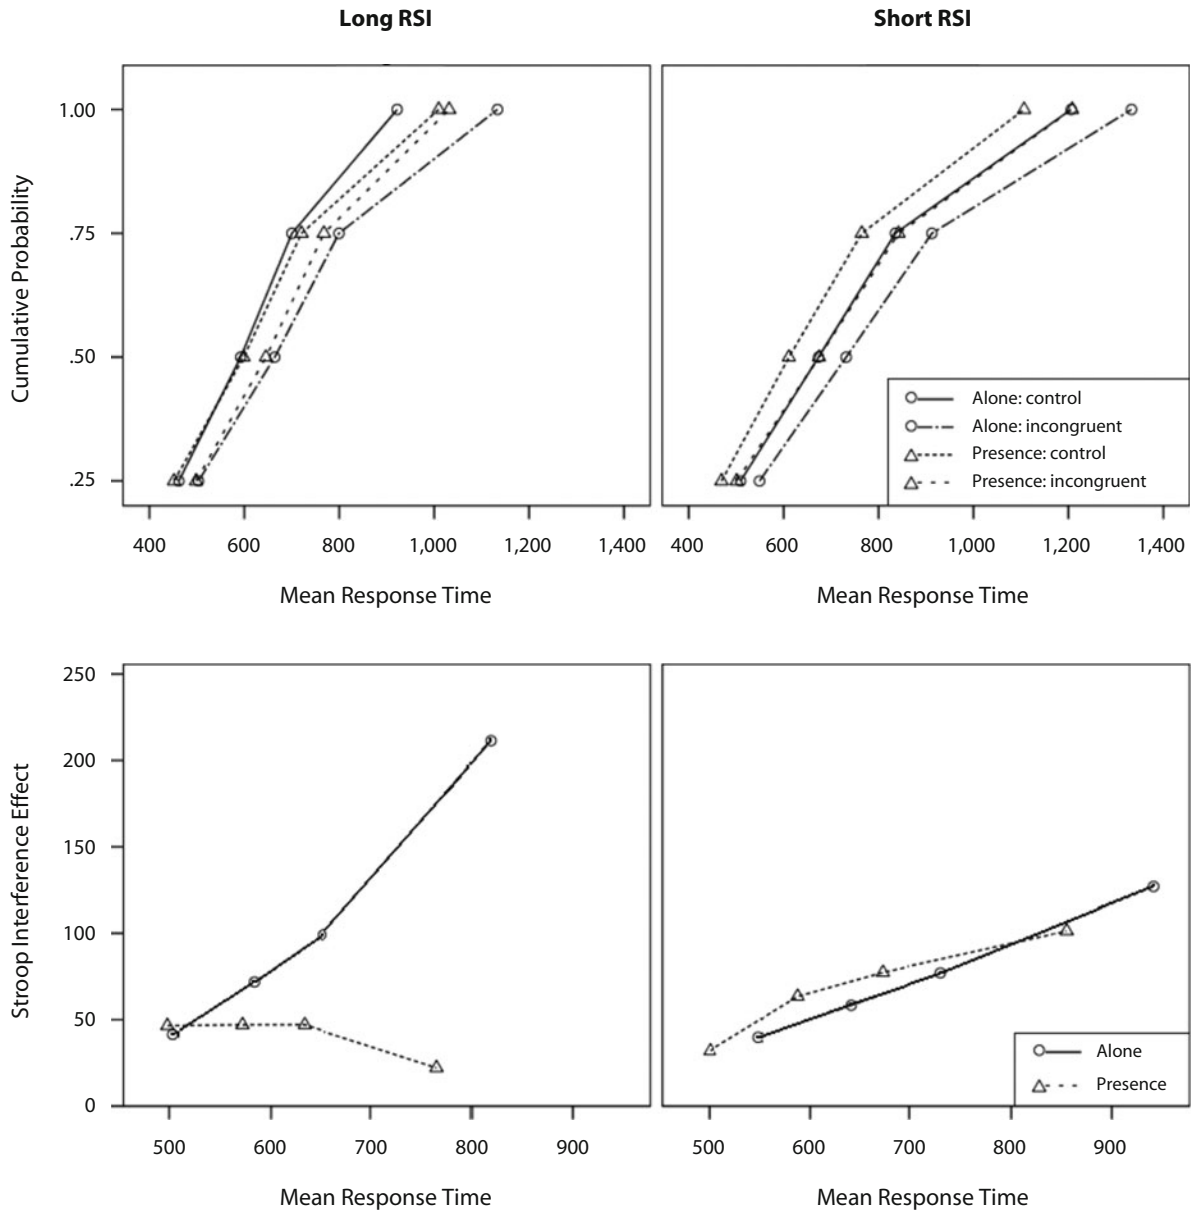 Long RSI
Short RSI
Cumulative Probability
1.00
.75
.50
.25
Alone: control
Alone: incongruent
Presence: control
Presence: incongruent
400 600 800 1,000 1,200 1,400
400 600 800 1,000 1,200 1,400
Mean Response Time
Mean Response Time
Stroop Interference Effect
250
200
150
100
50
0
Alone
Presence
500 600 700 800 900
500 600 700 800 900
Mean Response Time
Mean Response Time